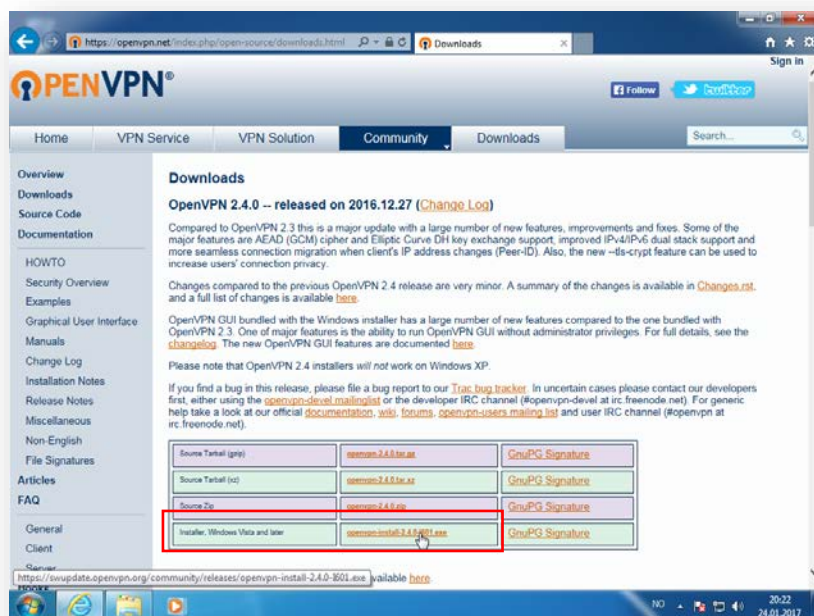 https://openvpn.net/index.php/open-source/downloads.html
Downloads
Sign in
OPENVPN®
Follow
twitter
Home
VPN Service
VPN Solution
Community
Downloads
Search...
Overview
Downloads
Source Code
Documentation
HOWTO
Security Overview
Examples
Graphical User Interface
Manuals
Change Log
Installation Notes
Release Notes
Miscellaneous
Non-English
File Signatures
Articles
FAQ
General
Client
Server
Downloads
OpenVPN 2.4.0 -- released on 2016.12.27 (Change Log)
Compared to OpenVPN 2.3 this is a major update with a large number of new features, improvements and fixes. Some of the
major features are AEAD (GCM) cipher and Elliptic Curve DH key exchange support, improved IPv4/IPv6 dual stack support and
more seamless connection migration when client's IP address changes (Peer-ID). Also, the new --tls-crypt feature can be used to
increase users' connection privacy.
Changes compared to the previous OpenVPN 2.4 release are very minor. A summary of the changes is available in Changes.rst,
and a full list of changes is available here.
OpenVPN GUI bundled with the Windows installer has a large number of new features compared to the one bundled with
OpenVPN 2.3. One of major features is the ability to run OpenVPN GUI without administrator privileges. For full details, see the
changelog. The new OpenVPN GUI features are documented here.
Please note that OpenVPN 2.4 installers will not work on Windows XP.
If you find a bug in this release, please file a bug report to our Trac bug tracker. In uncertain cases please contact our developers
first, either using the openvpn-devel mailinglist or the developer IRC channel (#openvpn-devel at irc.freenode.net). For generic
help take a look at our official documentation, wiki, forums, openvpn-users mailing list and user IRC channel (#openvpn at
irc.freenode.net).
Source Tarball (gzip) openvpn-2.4.0.tar.gz GnuPG Signature
Source Tarball (xz) openvpn-2.4.0.tar.xz GnuPG Signature
Source Zip openvpn-2.4.0.zip GnuPG Signature
Installer, Windows Vista and later openvpn-install-2.4.0-I601.exe GnuPG Signature
https://swupdate.openvpn.org/community/releases/openvpn-install-2.4.0-I601.exe
available here.
NO
20:22
24.01.2017